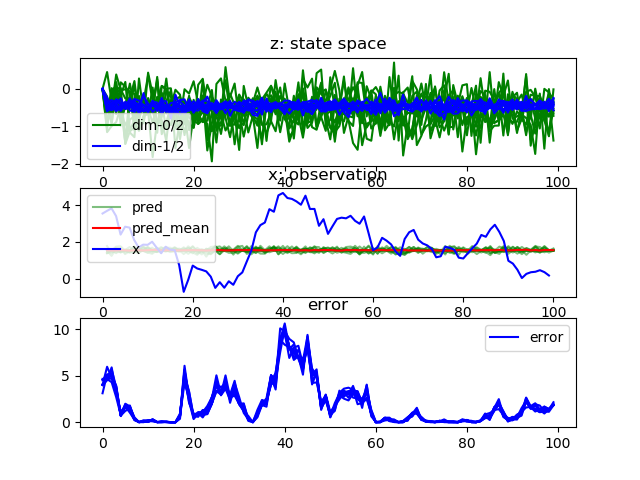 z: state space
0
−1
−2
dim-0/2
dim-1/2
0 20 40 60 80 100
x: observation
4
2
0
pred
pred_mean
x
0 20 40 60 80 100
error
10
5
0
error
0 20 40 60 80 100